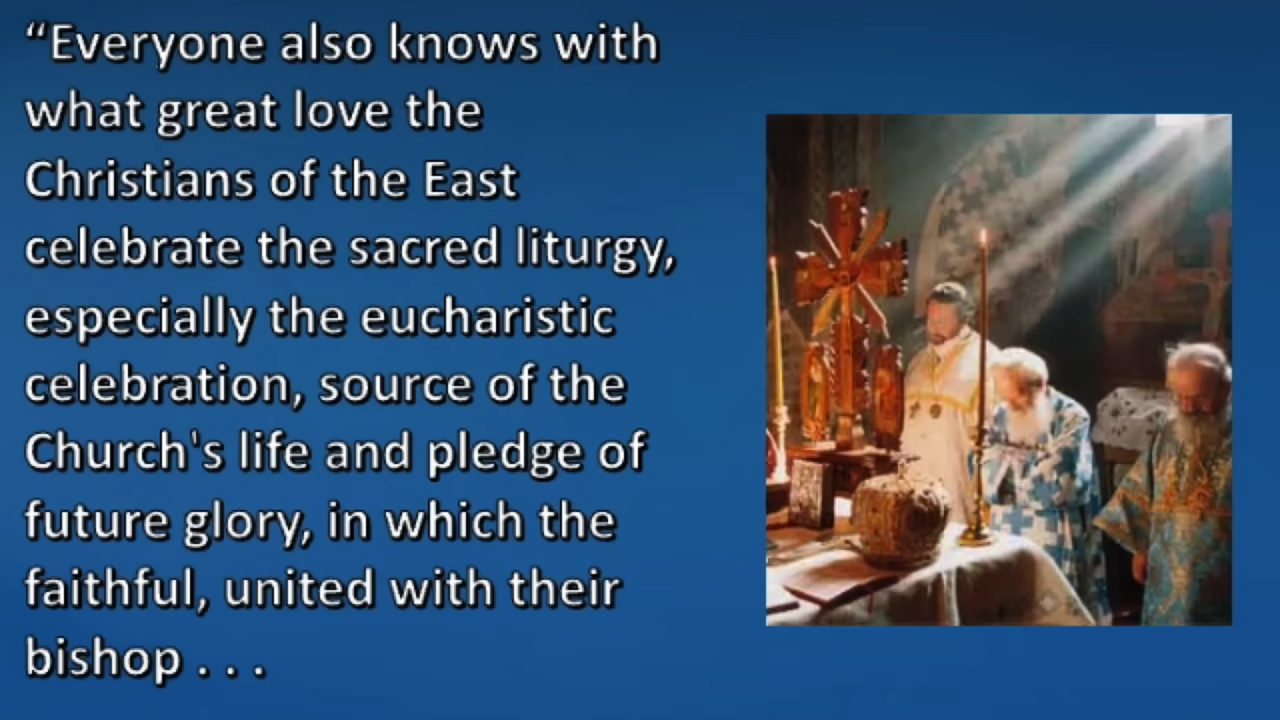 “Everyone also knows with
what great love the
Christians of the East
celebrate the sacred liturgy,
especially the eucharistic
celebration, source of the
Church's life and pledge of
future glory, in which the
faithful, united with their
bishop . . .